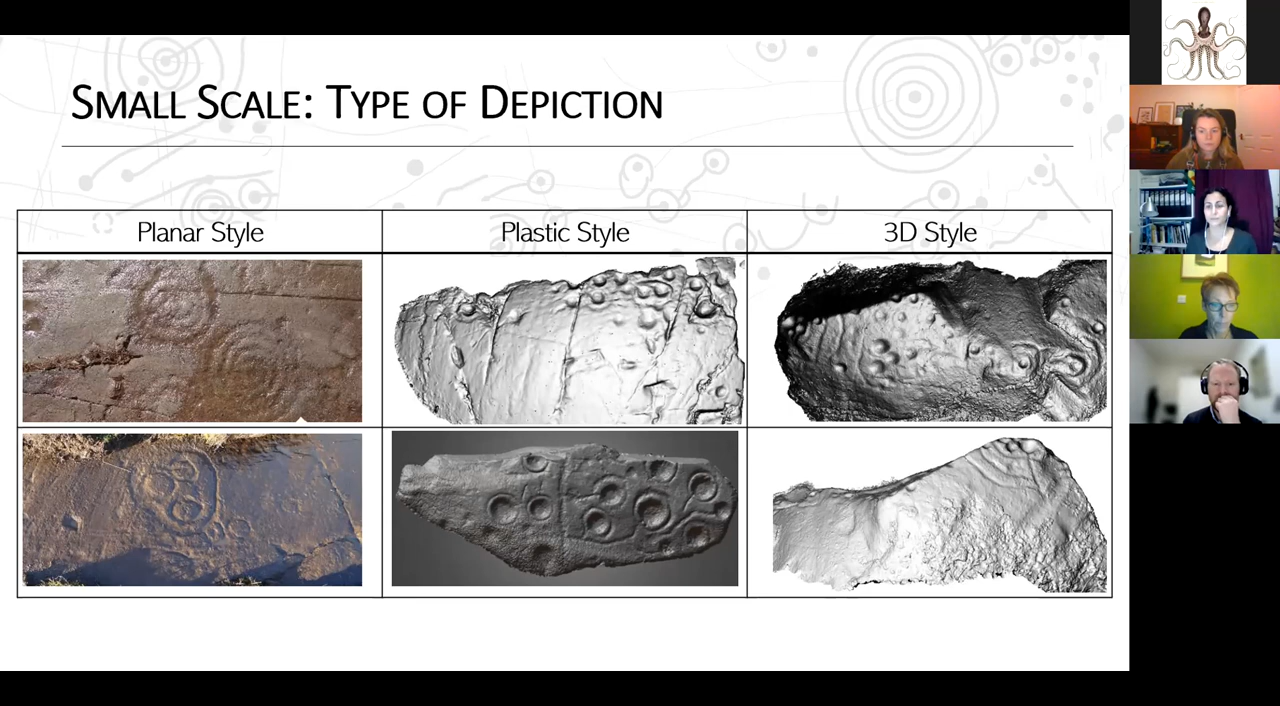 Small Scale: Type of Depiction
Planar Style
Plastic Style
3D Style